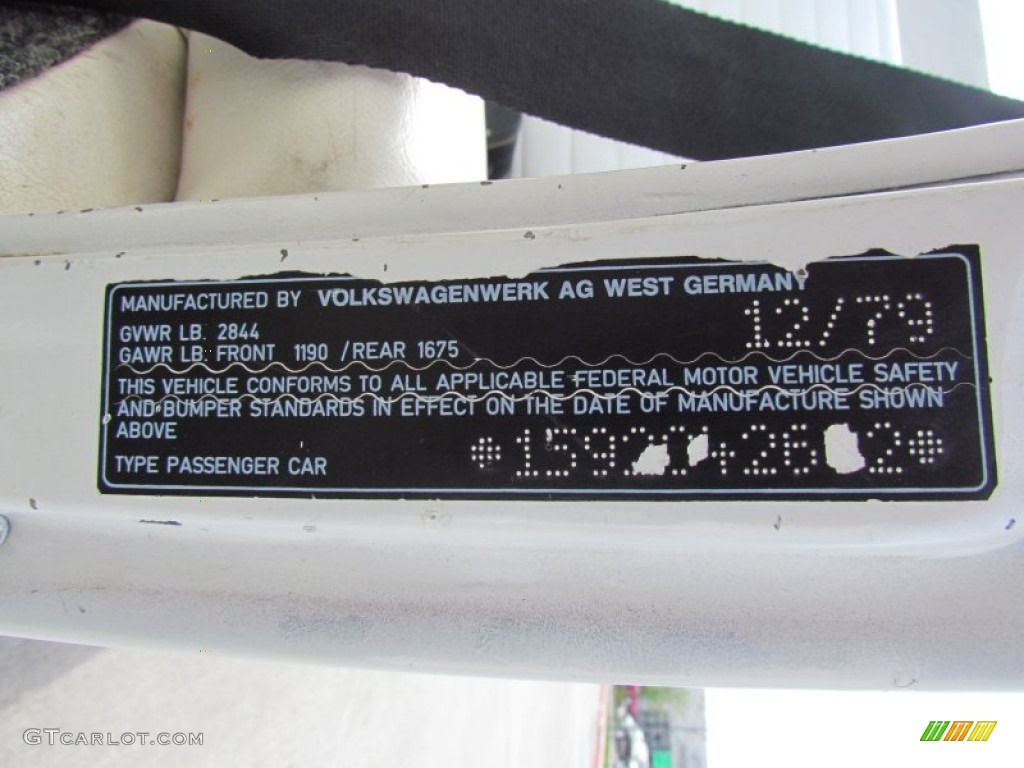 MANUFACTURED BY VOLKSWAGENWERK AG WEST GERMANY
GVWR LB. 2844
12/79
GAWR LB: FRONT 1190 /REAR 1675
THIS VEHICLE CONFORMS TO ALL APPLICABLE FEDERAL MOTOR VEHICLE SAFETY
AND BUMPER STANDARDS IN EFFECT ON THE DATE OF MANUFACTURE SHOWN
ABOVE
TYPE PASSENGER CAR
GTCARLOT.COM